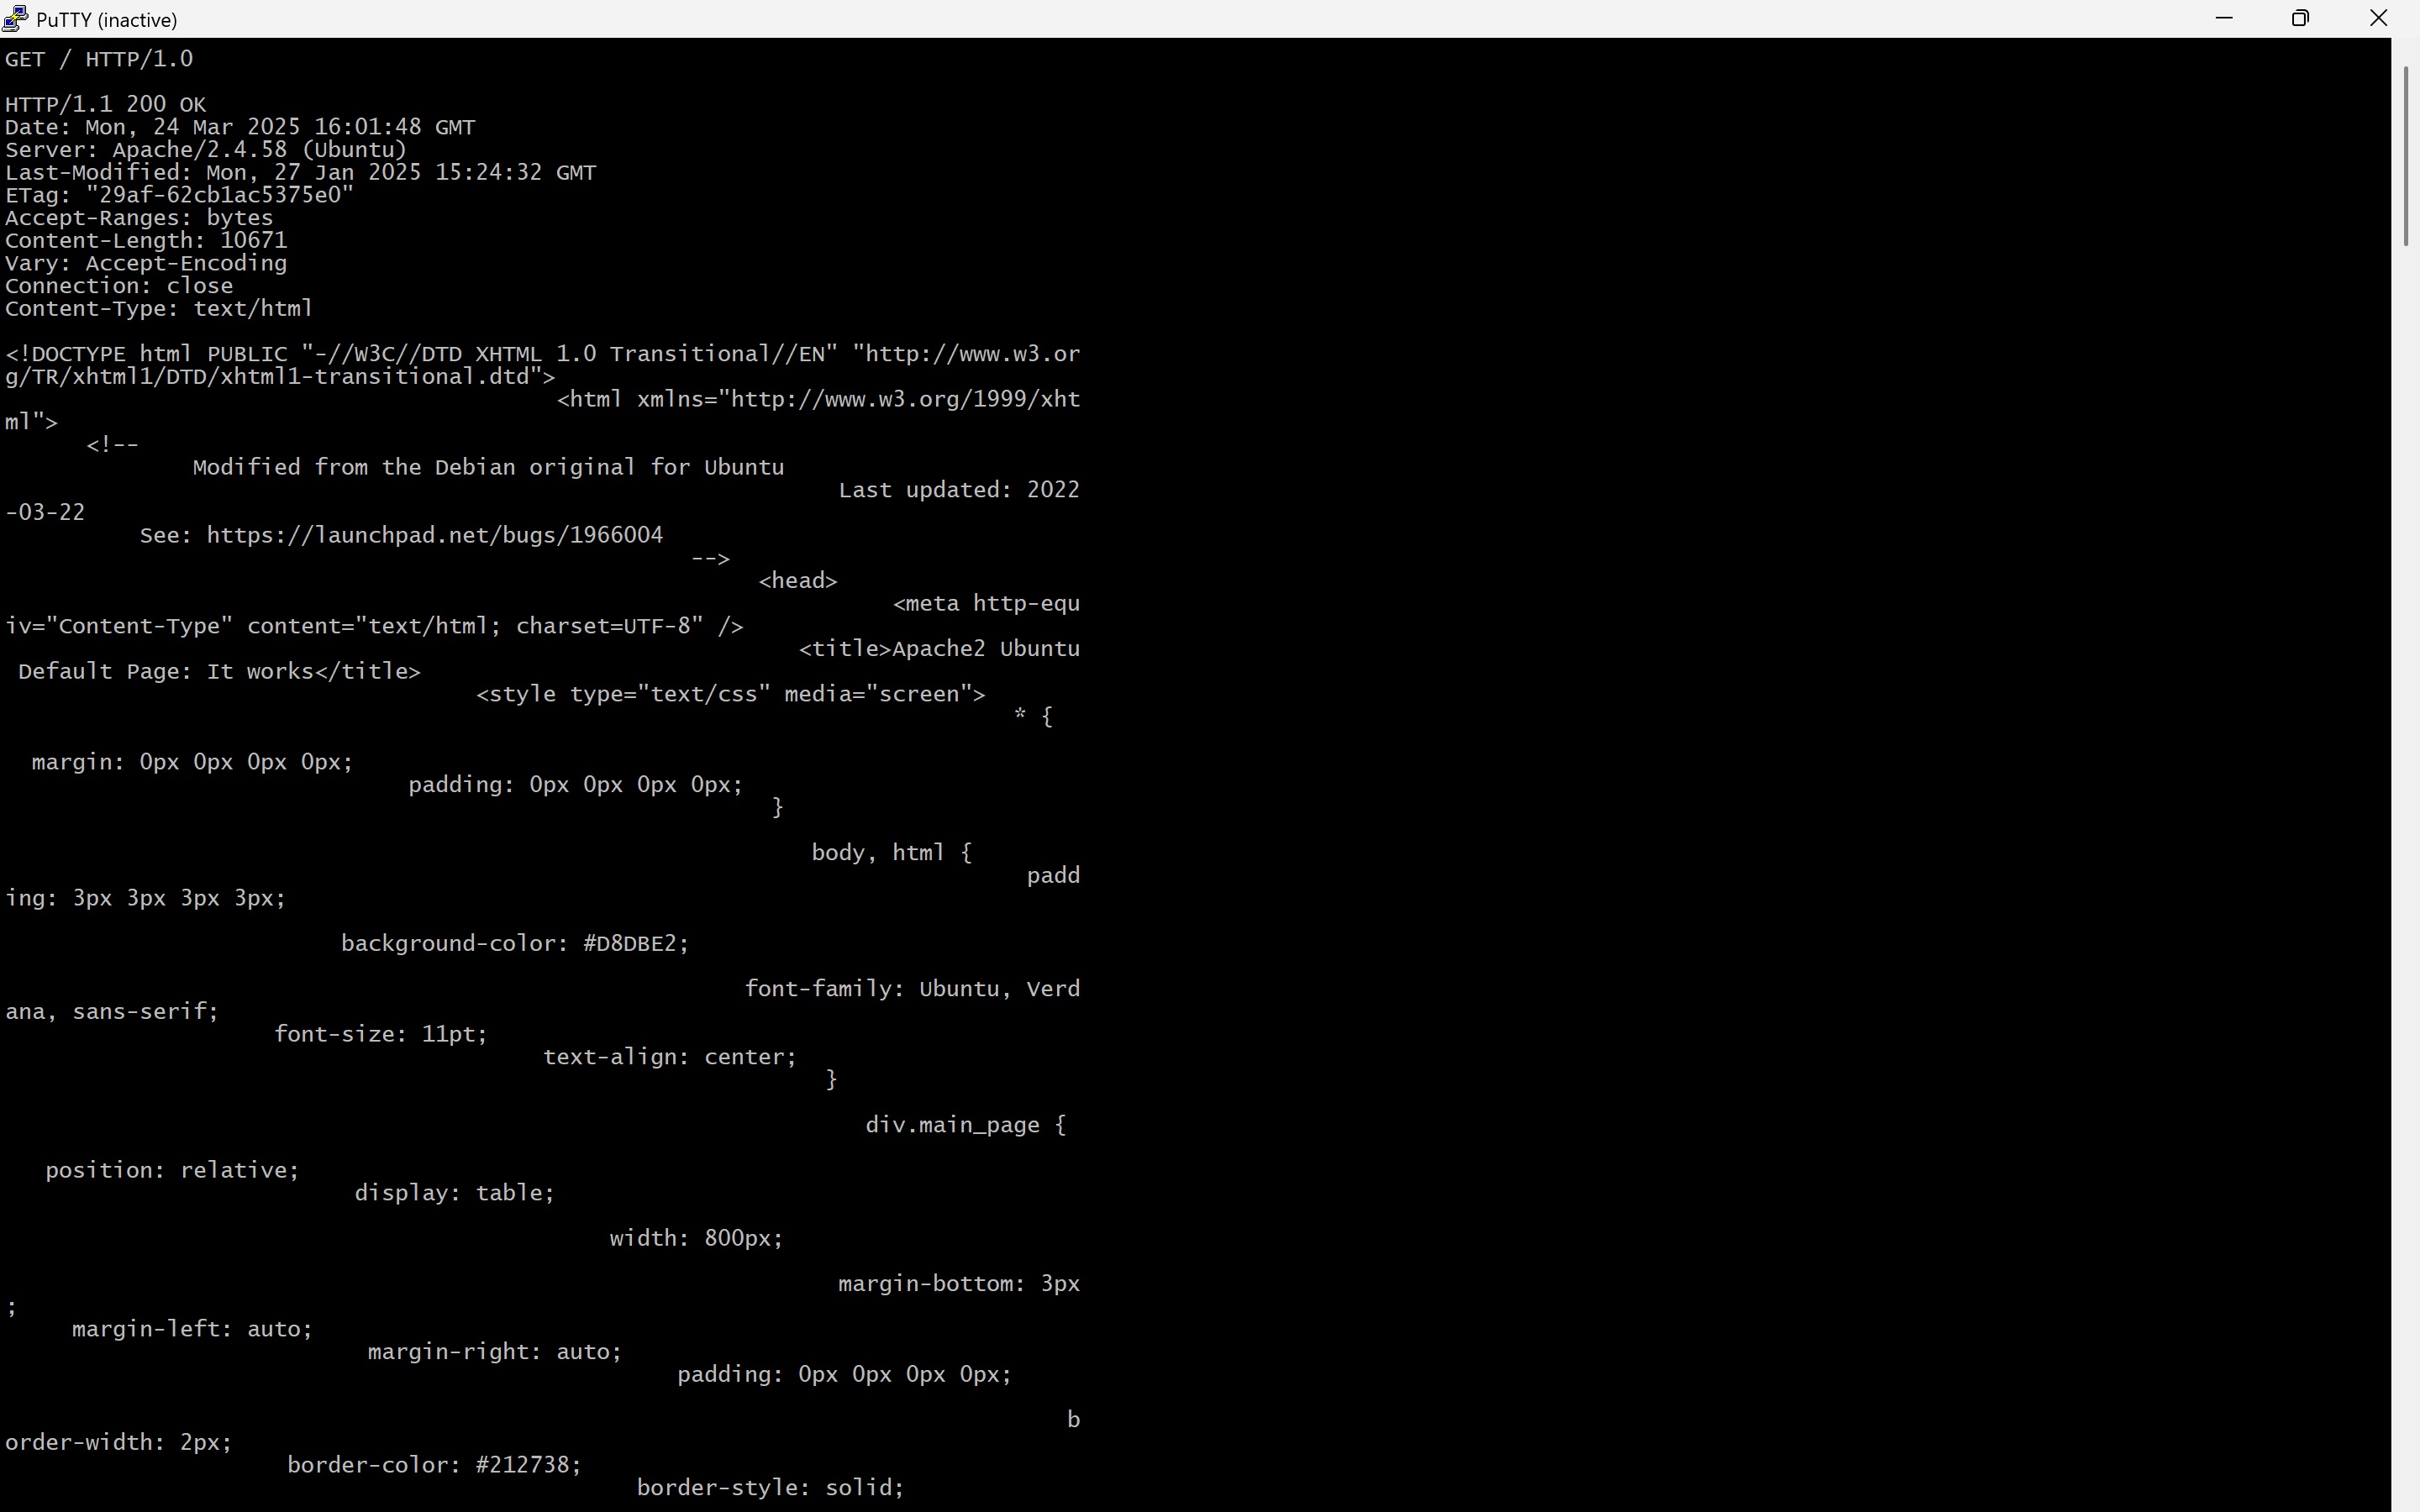 PuTTY (inactive)
GET / HTTP/1.0
HTTP/1.1 200 OK
Date: Mon, 24 Mar 2025 16:01:48 GMT
Server: Apache/2.4.58 (Ubuntu)
Last-Modified: Mon, 27 Jan 2025 15:24:32 GMT
ETag: "29af-62cb1ac5375e0"
Accept-Ranges: bytes
Content-Length: 10671
Vary: Accept-Encoding
Connection: close
Content-Type: text/html
<!DOCTYPE html PUBLIC "-//W3C//DTD XHTML 1.0 Transitional//EN" "http://www.w3.or
g/TR/xhtml1/DTD/xhtml1-transitional.dtd">
<html xmlns="http://www.w3.org/1999/xht
ml">
<!--
Modified from the Debian original for Ubuntu
Last updated: 2022
-03-22
See: https://launchpad.net/bugs/1966004
-->
<head>
<meta http-equ
iv="Content-Type" content="text/html; charset=UTF-8" />
<title>Apache2 Ubuntu
Default Page: It works</title>
<style type="text/css" media="screen">
* {
margin: 0px 0px 0px 0px;
padding: 0px 0px 0px 0px;
}
body, html {
padd
ing: 3px 3px 3px 3px;
background-color: #D8DBE2;
font-family: Ubuntu, Verd
ana, sans-serif;
font-size: 11pt;
text-align: center;
}
div.main_page {
position: relative;
display: table;
width: 800px;
margin-bottom: 3px
;
margin-left: auto;
margin-right: auto;
padding: 0px 0px 0px 0px;
b
order-width: 2px;
border-color: #212738;
border-style: solid;